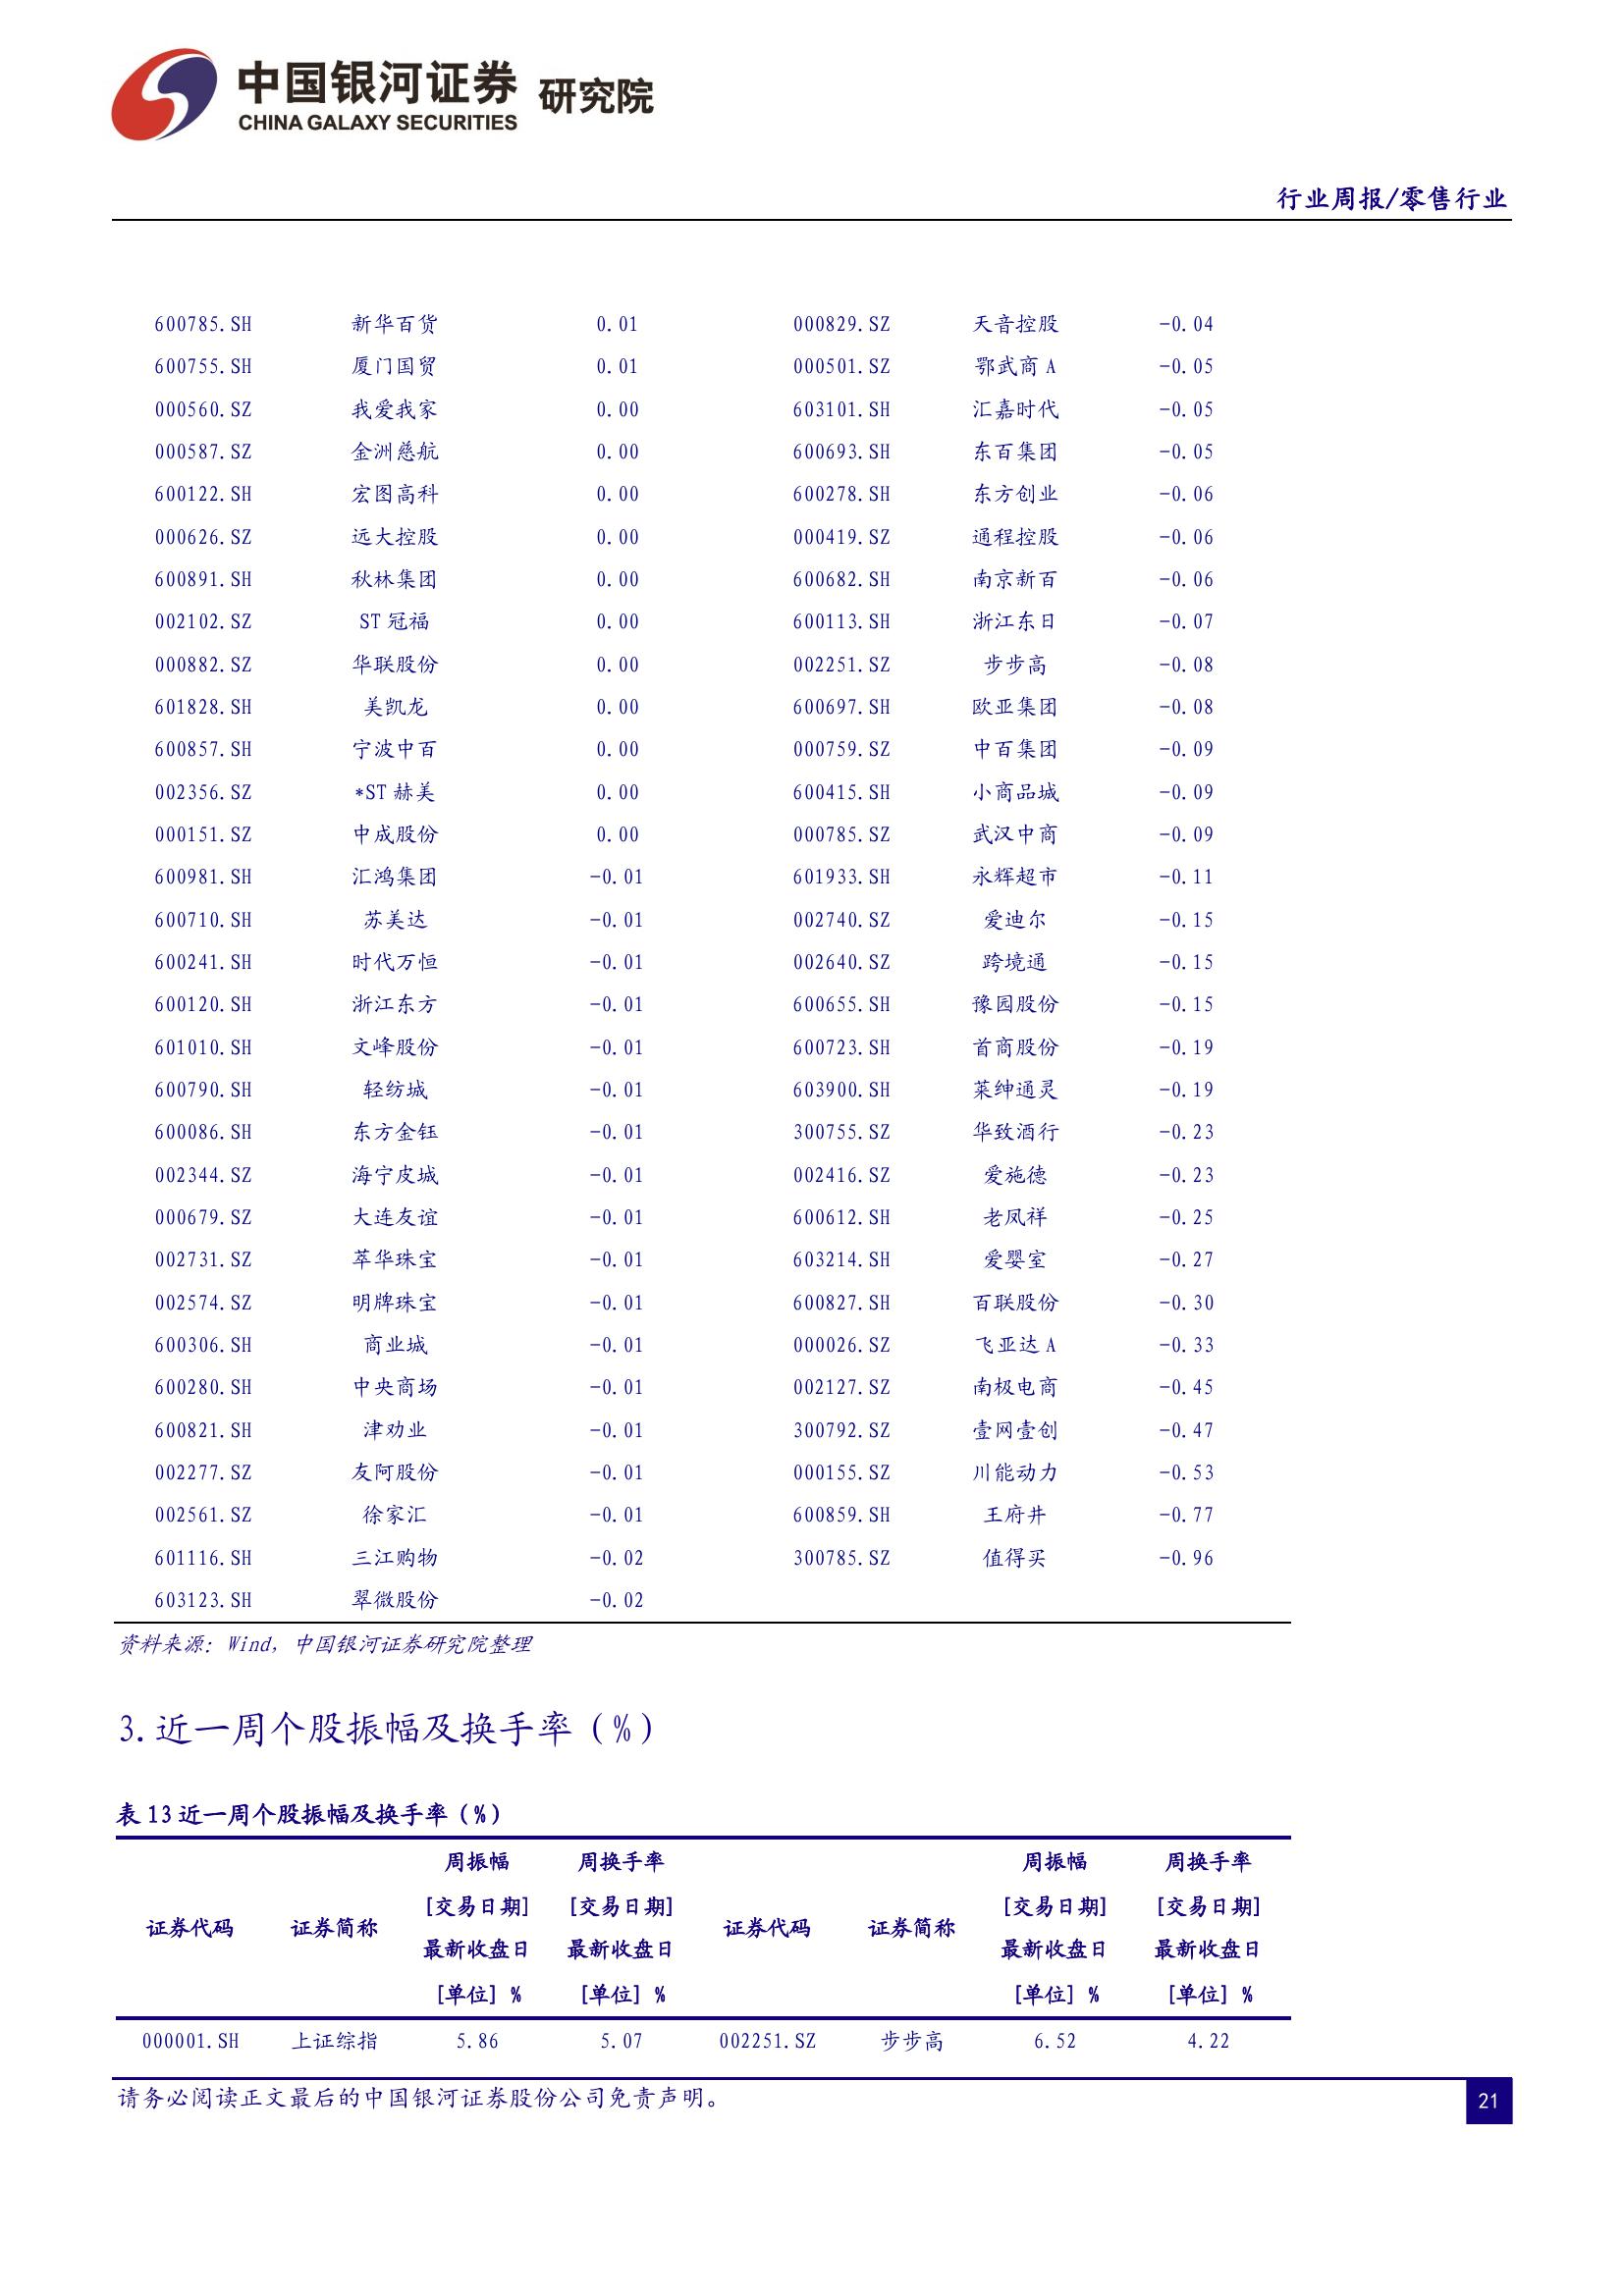 中国银河证券 研究院
CHINA GALAXY SECURITIES
行业周报/零售行业
600785.SH 新华百货 0.01 000829.SZ 天音控股 -0.04
600755.SH 厦门国贸 0.01 000501.SZ 鄂武商 A -0.05
000560.SZ 我爱我家 0.00 603101.SH 汇嘉时代 -0.05
000587.SZ 金洲慈航 0.00 600693.SH 东百集团 -0.05
600122.SH 宏图高科 0.00 600278.SH 东方创业 -0.06
000626.SZ 远大控股 0.00 000419.SZ 通程控股 -0.06
600891.SH 秋林集团 0.00 600682.SH 南京新百 -0.06
002102.SZ ST 冠福 0.00 600113.SH 浙江东日 -0.07
000882.SZ 华联股份 0.00 002251.SZ 步步高 -0.08
601828.SH 美凯龙 0.00 600697.SH 欧亚集团 -0.08
600857.SH 宁波中百 0.00 000759.SZ 中百集团 -0.09
002356.SZ *ST 赫美 0.00 600415.SH 小商品城 -0.09
000151.SZ 中成股份 0.00 000785.SZ 武汉中商 -0.09
600981.SH 汇鸿集团 -0.01 601933.SH 永辉超市 -0.11
600710.SH 苏美达 -0.01 002740.SZ 爱迪尔 -0.15
600241.SH 时代万恒 -0.01 002640.SZ 跨境通 -0.15
600120.SH 浙江东方 -0.01 600655.SH 豫园股份 -0.15
601010.SH 文峰股份 -0.01 600723.SH 首商股份 -0.19
600790.SH 轻纺城 -0.01 603900.SH 莱绅通灵 -0.19
600086.SH 东方金钰 -0.01 300755.SZ 华致酒行 -0.23
002344.SZ 海宁皮城 -0.01 002416.SZ 爱施德 -0.23
000679.SZ 大连友谊 -0.01 600612.SH 老凤祥 -0.25
002731.SZ 萃华珠宝 -0.01 603214.SH 爱婴室 -0.27
002574.SZ 明牌珠宝 -0.01 600827.SH 百联股份 -0.30
600306.SH 商业城 -0.01 000026.SZ 飞亚达 A -0.33
600280.SH 中央商场 -0.01 002127.SZ 南极电商 -0.45
600821.SH 津劝业 -0.01 300792.SZ 壹网壹创 -0.47
002277.SZ 友阿股份 -0.01 000155.SZ 川能动力 -0.53
002561.SZ 徐家汇 -0.01 600859.SH 王府井 -0.77
601116.SH 三江购物 -0.02 300785.SZ 值得买 -0.96
603123.SH 翠微股份 -0.02
资料来源：Wind，中国银河证券研究院整理
3.近一周个股振幅及换手率（%）
表 13 近一周个股振幅及换手率（%）
周振幅 周换手率 周振幅 周换手率
[交易日期] [交易日期] [交易日期] [交易日期]
证券代码 证券简称 证券代码 证券简称
最新收盘日 最新收盘日 最新收盘日 最新收盘日
[单位] % [单位] % [单位] % [单位] %
000001.SH 上证综指 5.86 5.07 002251.SZ 步步高 6.52 4.22
请务必阅读正文最后的中国银河证券股份公司免责声明。
21